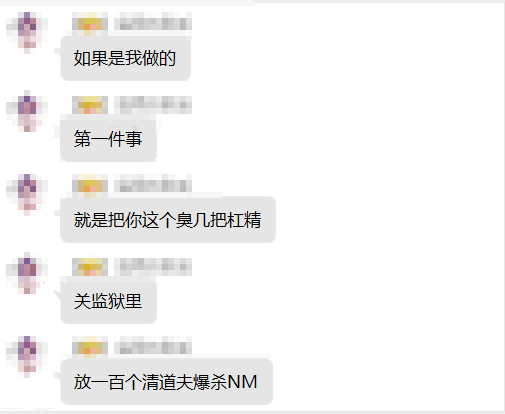 如果是我做的
第一件事
就是把你这个臭几把杠精
关监狱里
放一百个清道夫爆杀NM